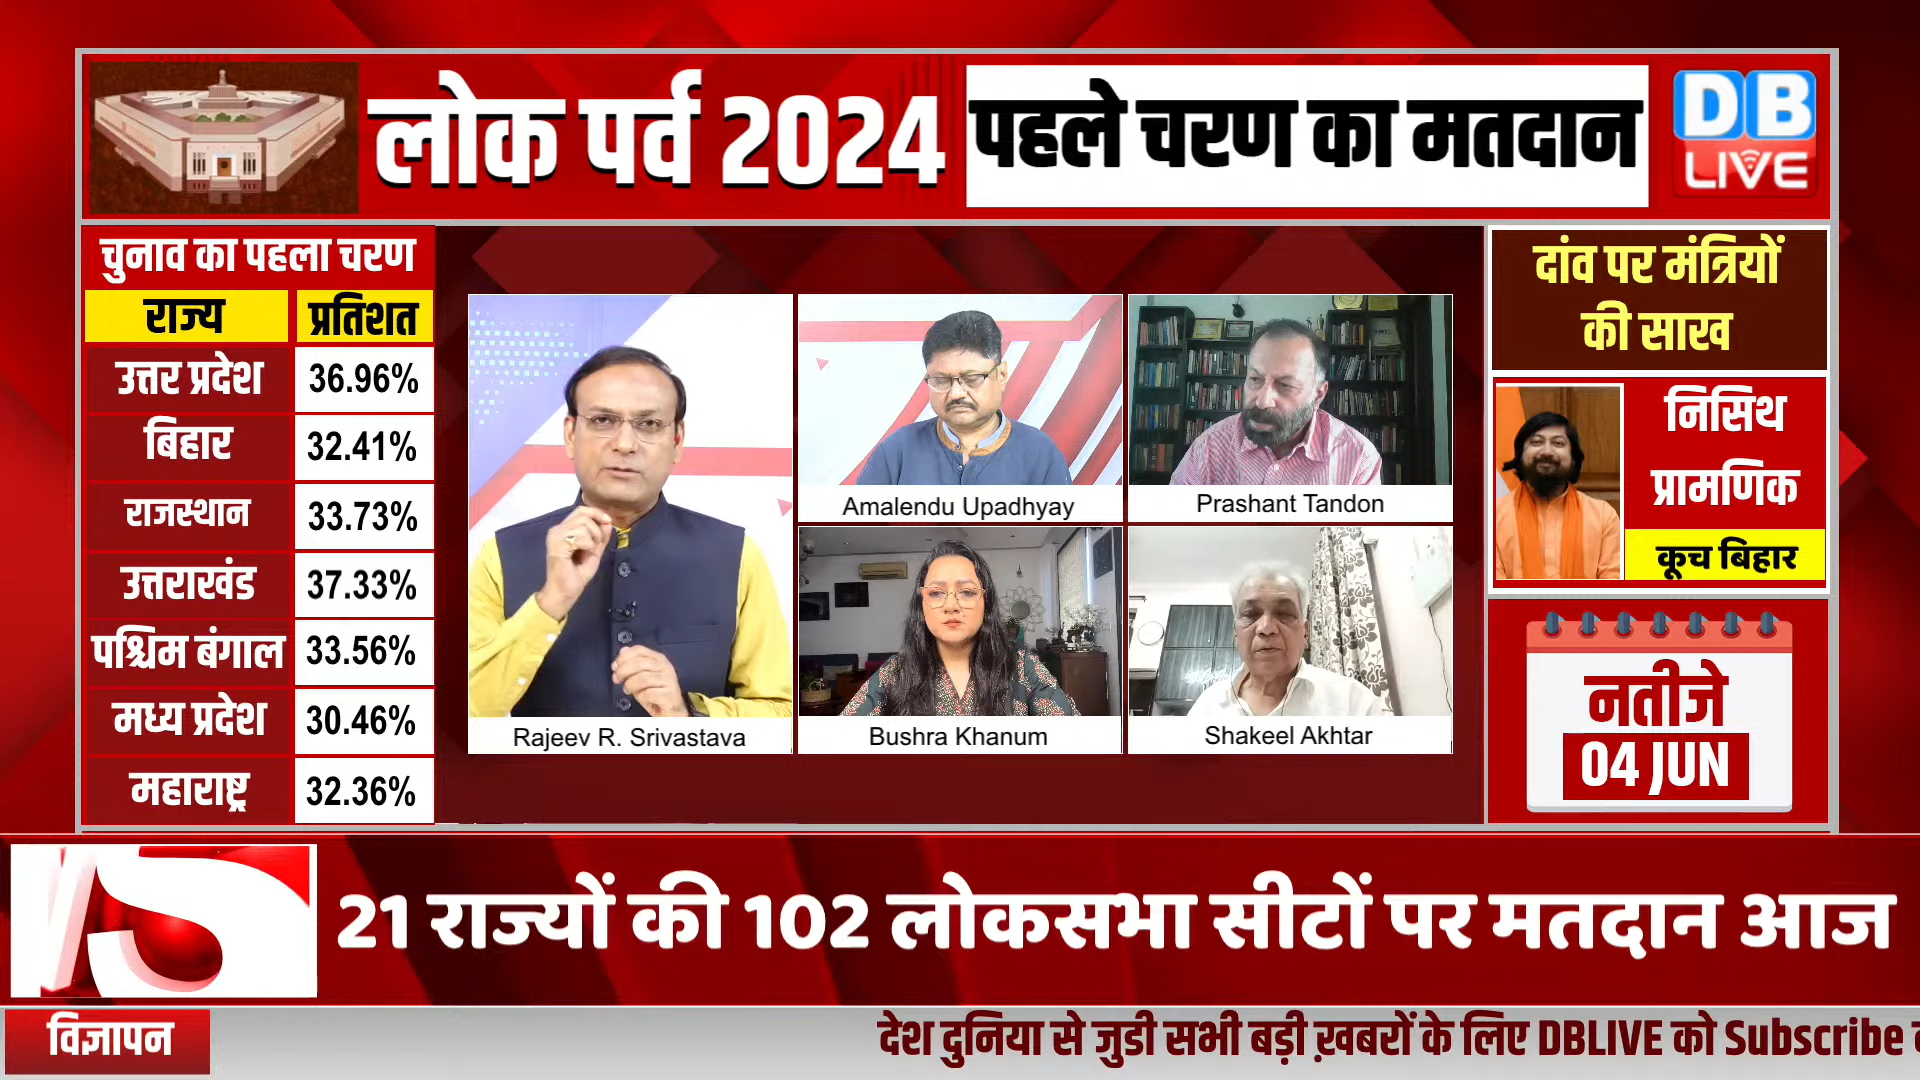 लोक पर्व 2024
पहले चरण का मतदान
DB
LIVE
चुनाव का पहला चरण
राज्य प्रतिशत
उत्तर प्रदेश 36.96%
बिहार 32.41%
राजस्थान 33.73%
उत्तराखंड 37.33%
पश्चिम बंगाल 33.56%
मध्य प्रदेश 30.46%
महाराष्ट्र 32.36%
Rajeev R. Srivastava
Amalendu Upadhyay
Prashant Tandon
Bushra Khanum
Shakeel Akhtar
दांव पर मंत्रियों
की साख
निसिथ
प्रामणिक
कूच बिहार
नतीजे
04 JUN
21 राज्यों की 102 लोकसभा सीटों पर मतदान आज
विज्ञापन
देश दुनिया से जुडी सभी बड़ी ख़बरों के लिए DBLIVE को Subscribe